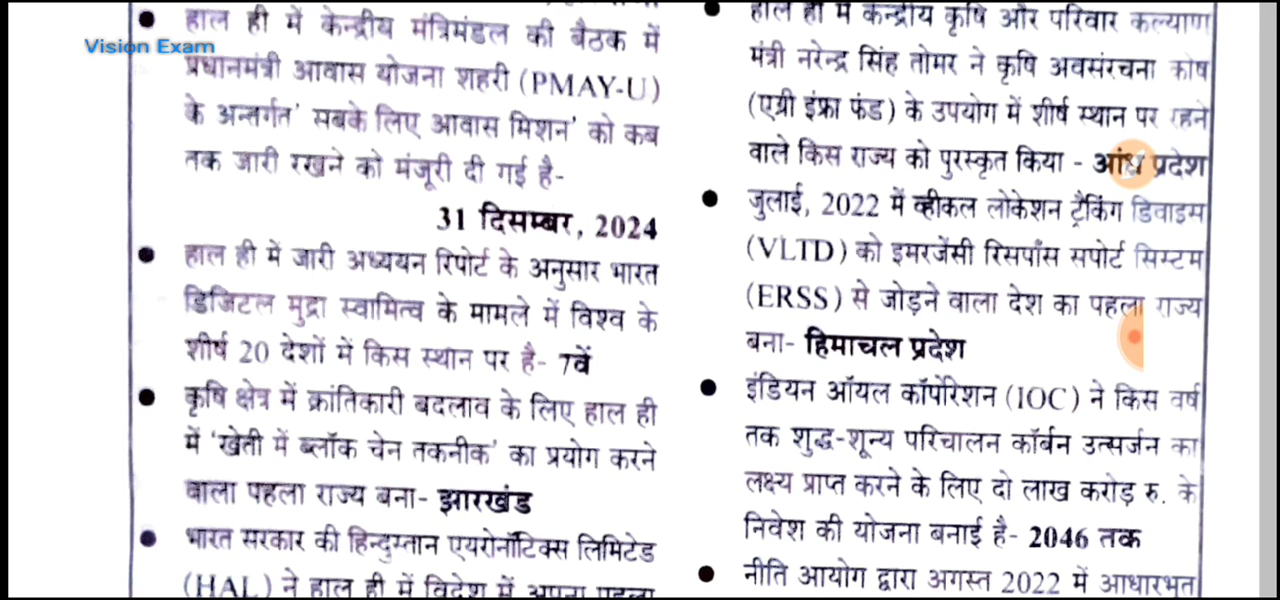 हाल ही में केन्द्रीय मंत्रिमंडल की बैठक में
Vision Exam
प्रधानमंत्री आवास योजना शहरी (PMAY-U)
के अन्तर्गत' सबके लिए आवास मिशन' को कब
तक जारी रखने को मंजूरी दी गई है-
31 दिसम्बर, 2024
हाल ही में जारी अध्ययन रिपोर्ट के अनुसार भारत
डिजिटल मुद्रा स्वामित्व के मामले में विश्व के
शीर्ष 20 देशों में किस स्थान पर है- 7वें
कृषि क्षेत्र में क्रांतिकारी बदलाव के लिए हाल ही
में 'खेती में ब्लॉक चेन तकनीक' का प्रयोग करने
वाला पहला राज्य बना- झारखंड
भारत सरकार की हिन्दुस्तान एयरोनॉटिक्स लिमिटेड
(HAL) ने हाल ही में विदेश में अपना पहला
हाल ही में केन्द्रीय कृषि और परिवार कल्याण
मंत्री नरेन्द्र सिंह तोमर ने कृषि अवसंरचना कोष
(एग्री इंफ्रा फंड) के उपयोग में शीर्ष स्थान पर रहने
वाले किस राज्य को पुरस्कृत किया - आंध्र प्रदेश
जुलाई, 2022 में व्हीकल लोकेशन ट्रैकिंग डिवाइम
(VLTD) को इमरजेंसी रिसपाँस सपोर्ट सिस्टम
(ERSS) से जोड़ने वाला देश का पहला राज्य
बना- हिमाचल प्रदेश
इंडियन ऑयल कॉर्पोरेशन (IOC) ने किस वर्ष
तक शुद्ध-शून्य परिचालन कॉर्बन उत्सर्जन का
लक्ष्य प्राप्त करने के लिए दो लाख करोड़ रु. के
निवेश की योजना बनाई है- 2046 तक
नीति आयोग द्वारा अगस्त 2022 में आधारभूत